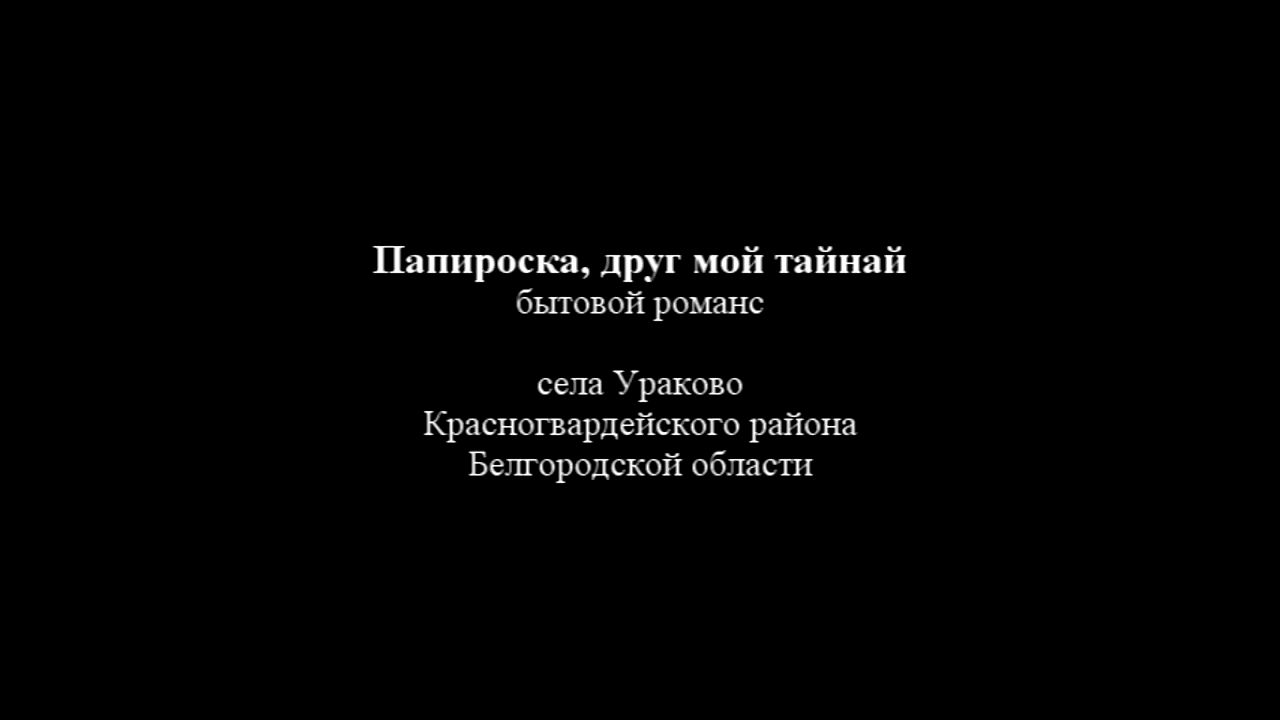 Папироска, друг мой тайнай
бытовой романс
села Ураково
Красногвардейского района
Белгородской области